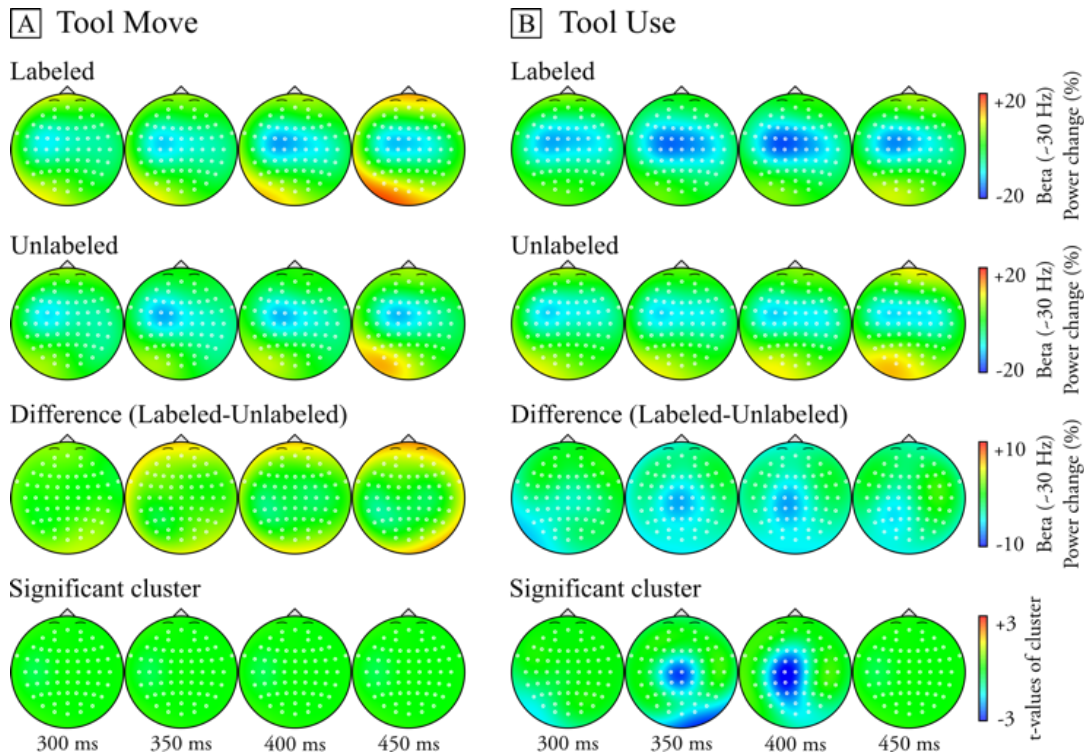 A Tool Move
B Tool Use
Labeled
Labeled
+20
-20
Beta (~30 Hz)
Power change (%)
Unlabeled
Unlabeled
+20
-20
Beta (~30 Hz)
Power change (%)
Difference (Labeled-Unlabeled)
Difference (Labeled-Unlabeled)
+10
-10
Beta (~30 Hz)
Power change (%)
Significant cluster
Significant cluster
+3
-3
t-values of cluster
300 ms 350 ms 400 ms 450 ms
300 ms 350 ms 400 ms 450 ms